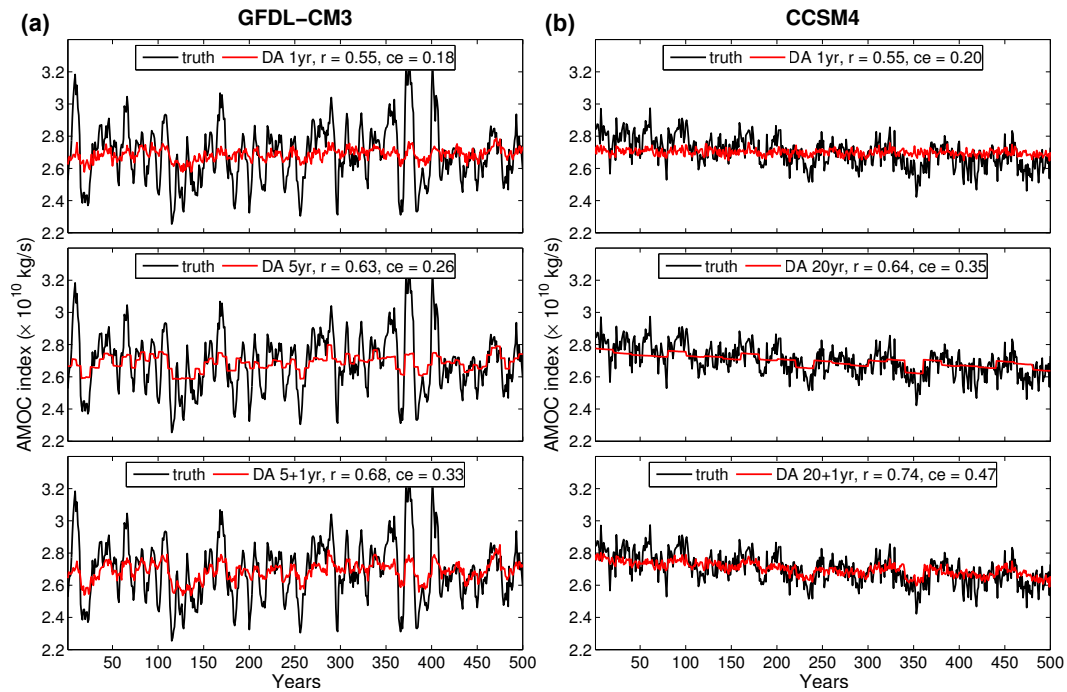 (a)
GFDL−CM3
truth
DA 1yr, r = 0.55, ce = 0.18
3.2
3
2.8
2.6
2.4
2.2
truth
DA 5yr, r = 0.63, ce = 0.26
3.2
3
2.8
2.6
2.4
2.2
AMOC index (× 10^10 kg/s)
truth
DA 5+1yr, r = 0.68, ce = 0.33
3.2
3
2.8
2.6
2.4
2.2
50 100 150 200 250 300 350 400 450 500
Years
(b)
CCSM4
truth
DA 1yr, r = 0.55, ce = 0.20
3.2
3
2.8
2.6
2.4
2.2
truth
DA 20yr, r = 0.64, ce = 0.35
3.2
3
2.8
2.6
2.4
2.2
AMOC index (× 10^10 kg/s)
truth
DA 20+1yr, r = 0.74, ce = 0.47
3.2
3
2.8
2.6
2.4
2.2
50 100 150 200 250 300 350 400 450 500
Years